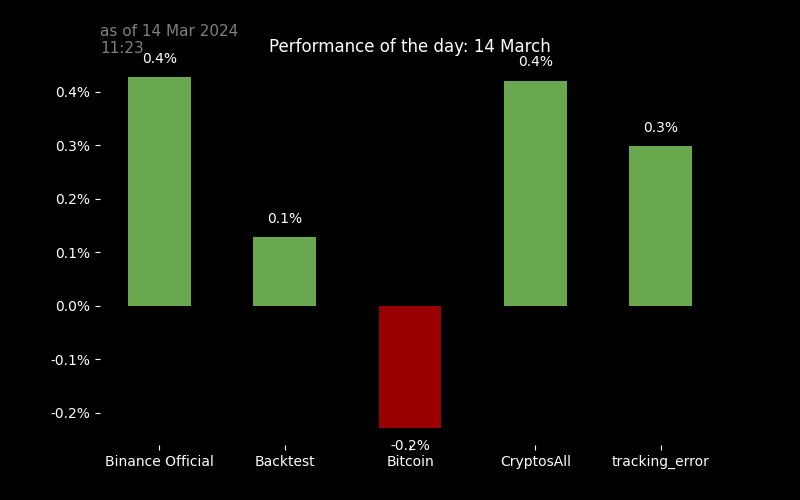 as of 14 Mar 2024
11:23
Performance of the day: 14 March
0.4%
0.4%
0.4%
0.3%
0.3%
0.2%
0.1%
0.1%
0.0%
-0.1%
-0.2%
-0.2%
Binance Official
Backtest
Bitcoin
CryptosAll
tracking_error